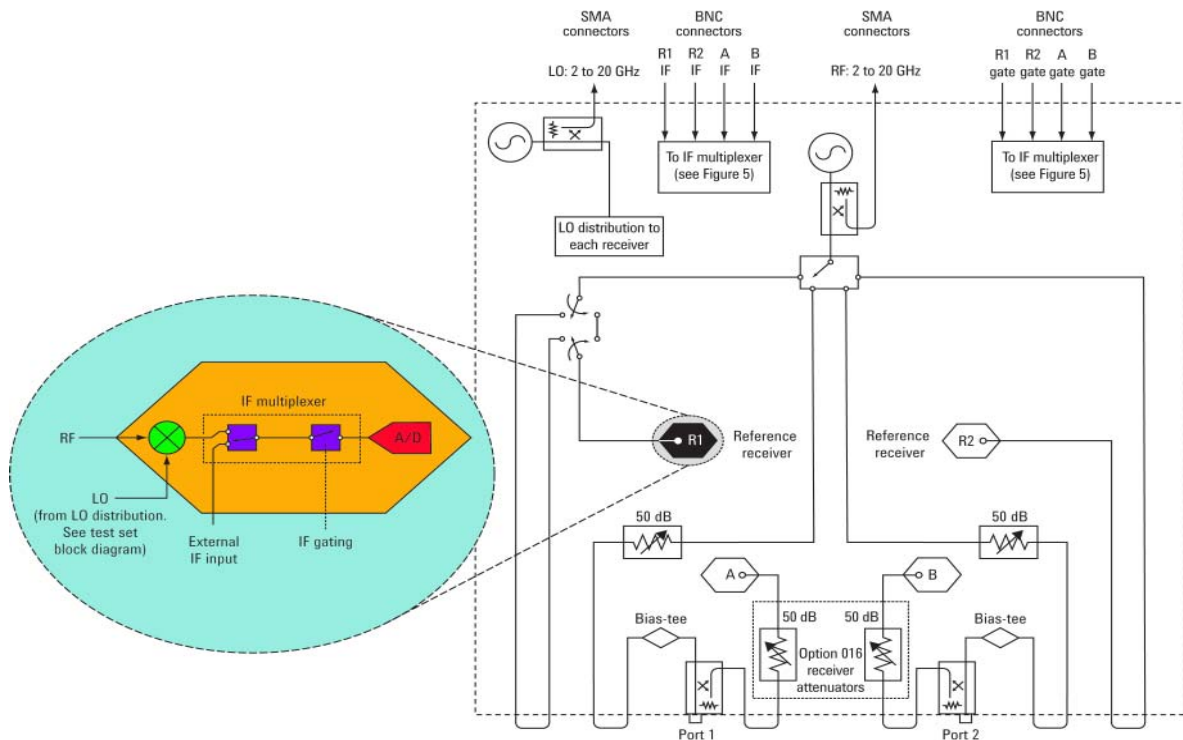 SMA
connectors
BNC
connectors
SMA
connectors
BNC
connectors
LO: 2 to 20 GHz
R1
IF
R2
IF
A
IF
B
IF
RF: 2 to 20 GHz
R1
gate
R2
gate
A
gate
B
gate
To IF multiplexer
(see Figure 5)
To IF multiplexer
(see Figure 5)
LO distribution to
each receiver
IF multiplexer
RF
A/D
LO
(from LO distribution.
See test set
block diagram)
External
IF input
IF gating
R1
Reference
receiver
Reference
receiver
R2
50 dB
50 dB
A
B
50 dB
50 dB
Bias-tee
Option 016
receiver
attenuators
Bias-tee
Port 1
Port 2